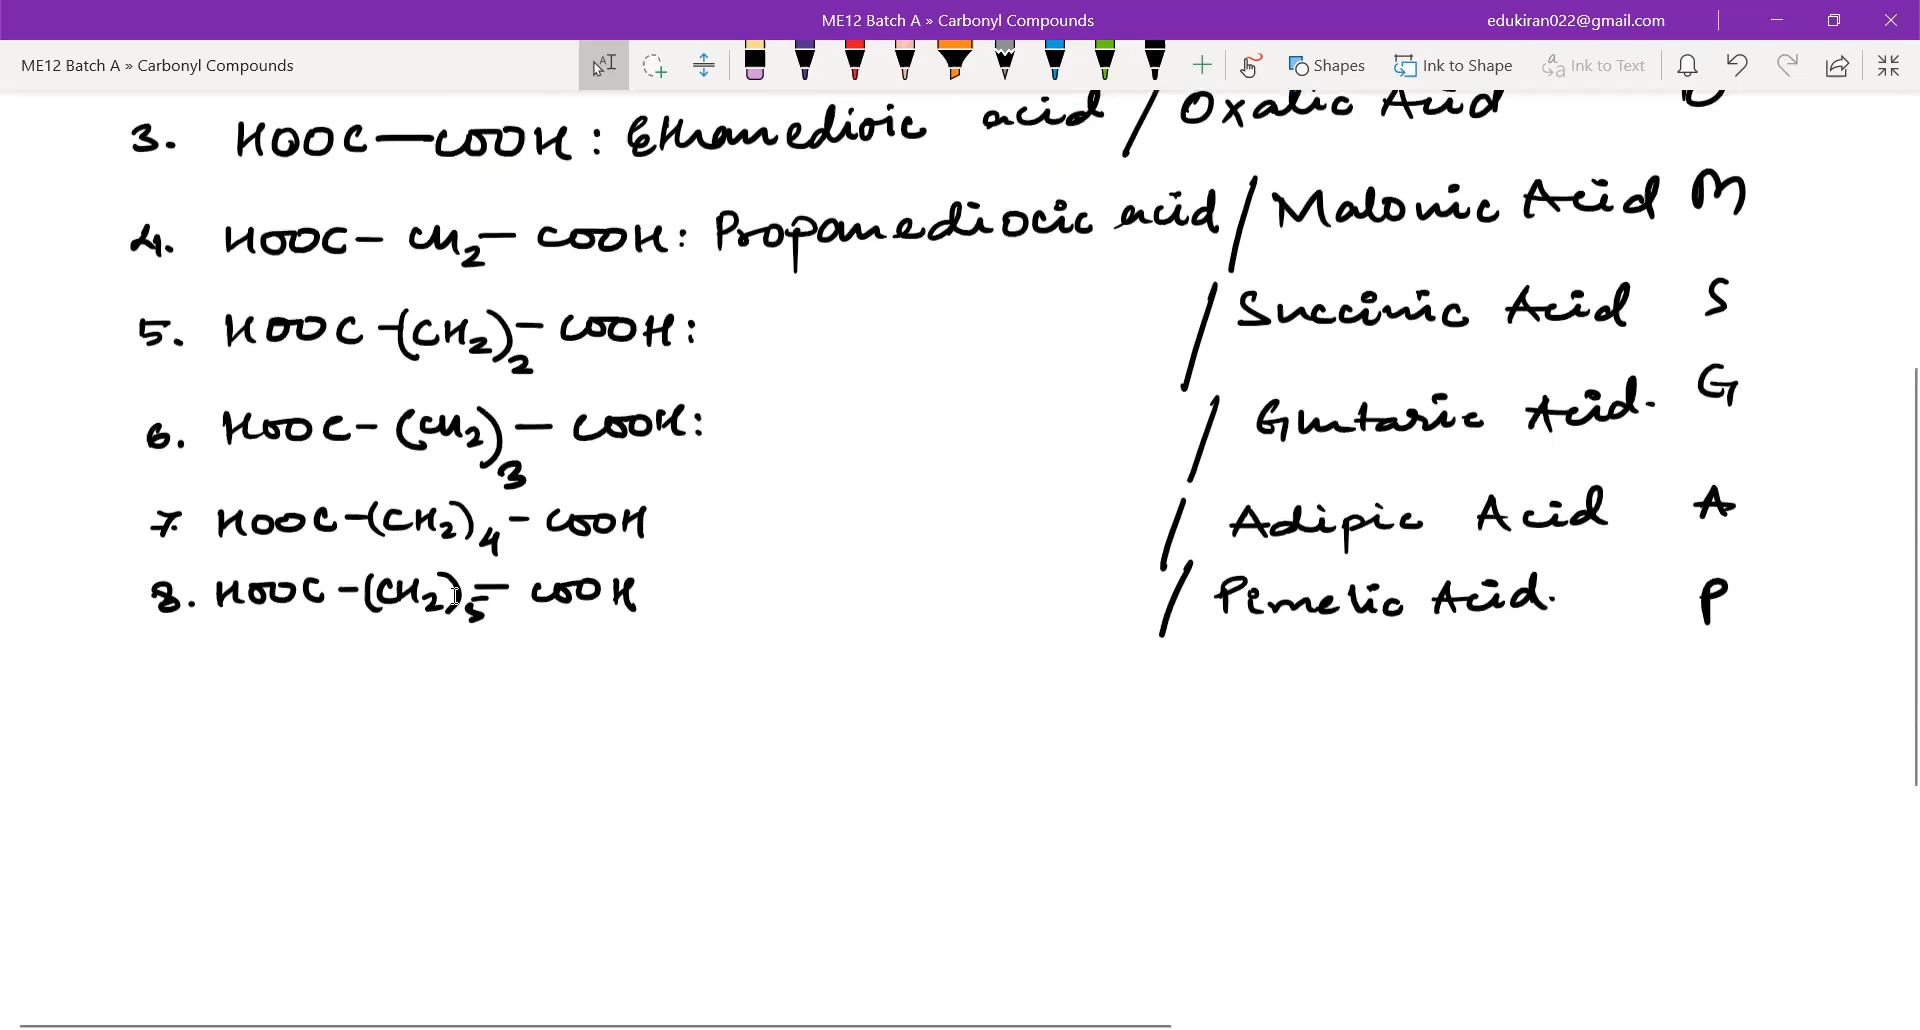 ME12 Batch A » Carbonyl Compounds edukiran022@gmail.com
ME12 Batch A » Carbonyl Compounds Shapes Ink to Shape Ink to Text
3. HOOC—COOH: Ethanedioic acid / Oxalic Acid O
4. HOOC-CH2-COOH: Propanediocic acid / Malonic Acid M
5. HOOC-(CH2)2-COOH: / Succinic Acid S
6. HOOC-(CH2)3-COOH: / Glutaric Acid. G
7. HOOC-(CH2)4-COOH / Adipic Acid A
8. HOOC-(CH2)5-COOH / Pimelic Acid. P